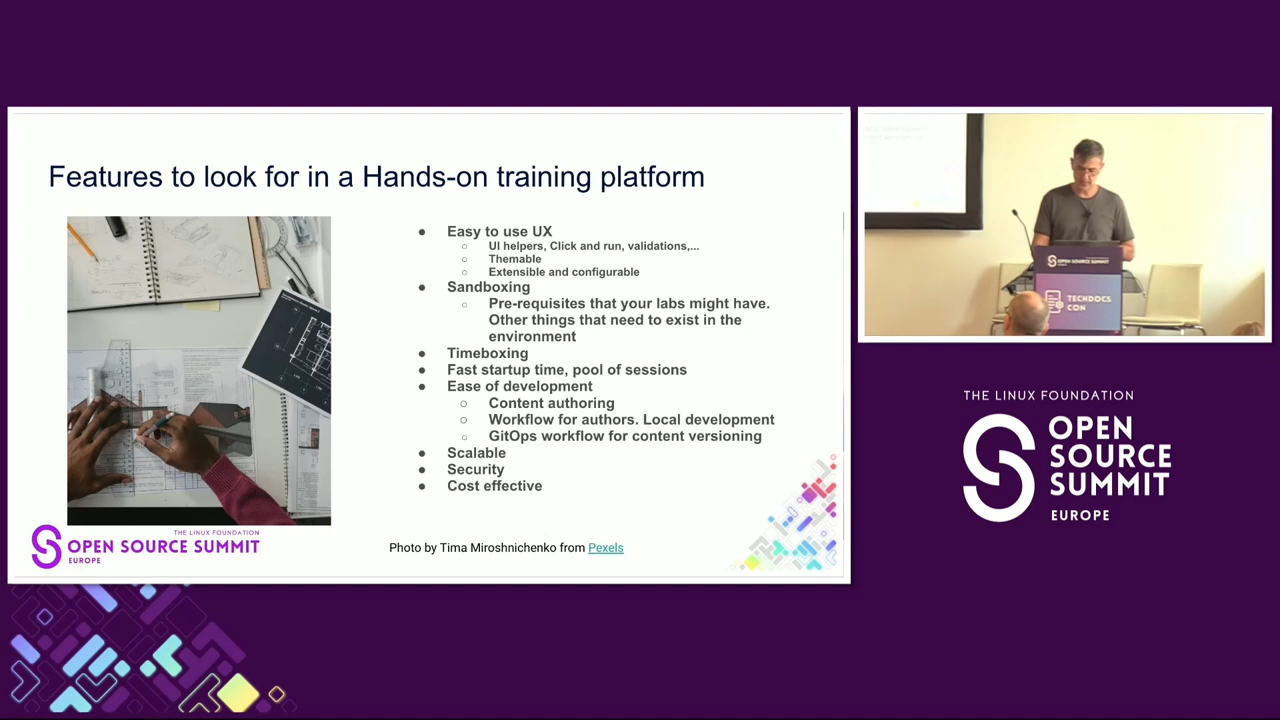 Features to look for in a Hands-on training platform
● Easy to use UX
○ UI helpers, Click and run, validations,...
○ Themable
○ Extensible and configurable
● Sandboxing
○ Pre-requisites that your labs might have.
Other things that need to exist in the
environment
● Timeboxing
● Fast startup time, pool of sessions
● Ease of development
○ Content authoring
○ Workflow for authors. Local development
○ GitOps workflow for content versioning
● Scalable
● Security
● Cost effective
THE LINUX FOUNDATION
OPEN SOURCE SUMMIT
EUROPE
Photo by Tima Miroshnichenko from Pexels
OPEN SOURCE SUMMIT
TECHDOCS
CON
THE LINUX FOUNDATION
OPEN
SOURCE
SUMMIT
EUROPE